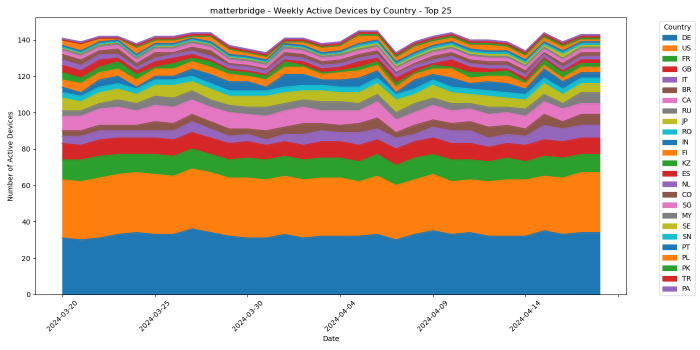 matterbridge - Weekly Active Devices by Country - Top 25
Number of Active Devices
140
120
100
80
60
40
20
0
2024-03-20
2024-03-25
2024-03-30
2024-04-04
2024-04-09
2024-04-14
Date
Country
DE
US
FR
GB
IT
BR
CA
RU
JP
RO
IN
FI
KZ
ES
NL
CO
SG
MY
SE
SN
PT
PL
PK
TR
PA